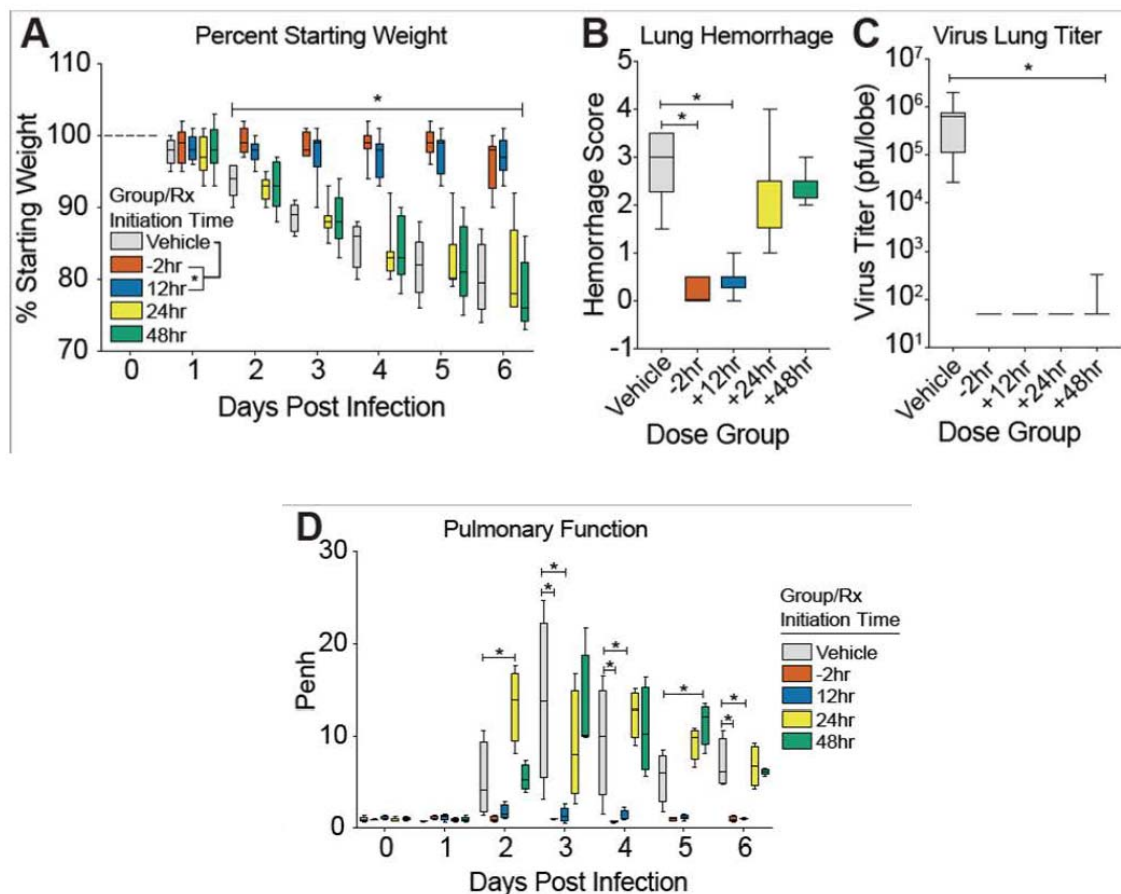 A
Percent Starting Weight
110
100
90
80
70
% Starting Weight
*
Group/Rx
Initiation Time
Vehicle
-2hr
12hr
24hr
48hr
*
0 1 2 3 4 5 6
Days Post Infection
B
Lung Hemorrhage
5
4
3
2
1
0
-1
Hemorrhage Score
*
*
Vehicle
-2hr
+12hr
+24hr
+48hr
Dose Group
C
Virus Lung Titer
10⁷
10⁶
10⁵
10⁴
10³
10²
10¹
Virus Titer (pfu/lobe)
*
Vehicle
-2hr
+12hr
+24hr
+48hr
Dose Group
D
Pulmonary Function
30
20
10
0
Penh
*
*
*
*
*
*
*
*
Group/Rx
Initiation Time
Vehicle
-2hr
12hr
24hr
48hr
0 1 2 3 4 5 6
Days Post Infection